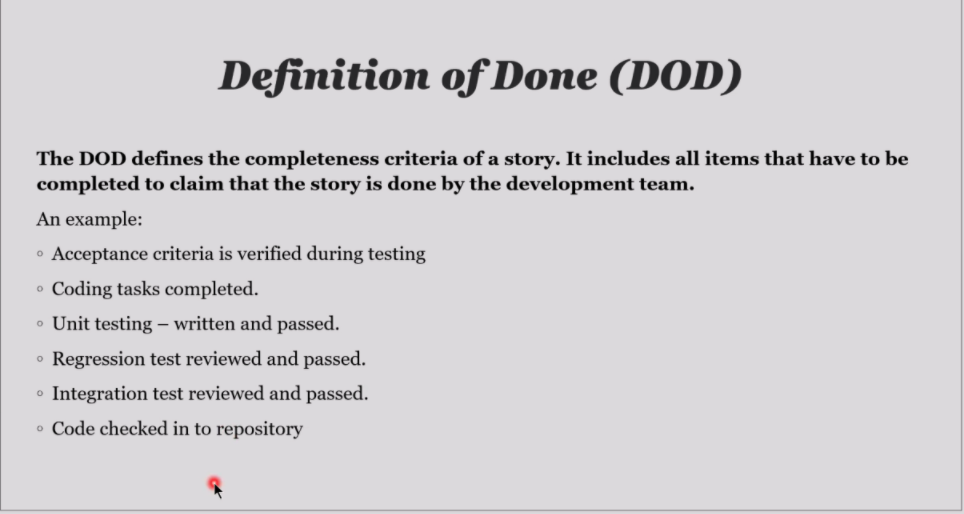 Definition of Done (DOD)
The DOD defines the completeness criteria of a story. It includes all items that have to be
completed to claim that the story is done by the development team.
An example:
◦ Acceptance criteria is verified during testing
◦ Coding tasks completed.
◦ Unit testing – written and passed.
◦ Regression test reviewed and passed.
◦ Integration test reviewed and passed.
◦ Code checked in to repository